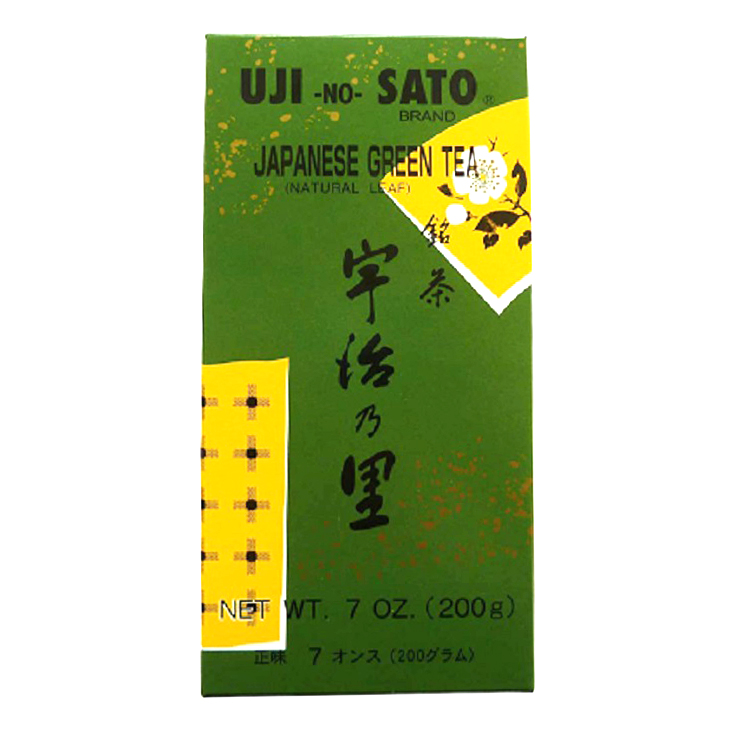 UJI -NO- SATO ®
BRAND
JAPANESE GREEN TEA
(NATURAL LEAF)
銘茶
宇治乃里
NET WT. 7 OZ. (200g)
正味 7 オンス (200グラム)